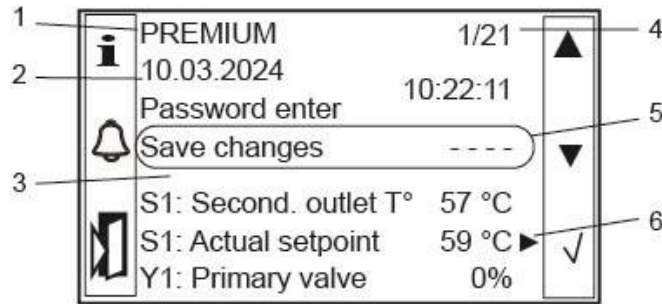 1 PREMIUM 1/21 4
2 10.03.2024
10:22:11
Password enter
5
Save changes - - - -
3
S1: Second. outlet T° 57 °C
6
S1: Actual setpoint 59 °C ▶
Y1: Primary valve 0%